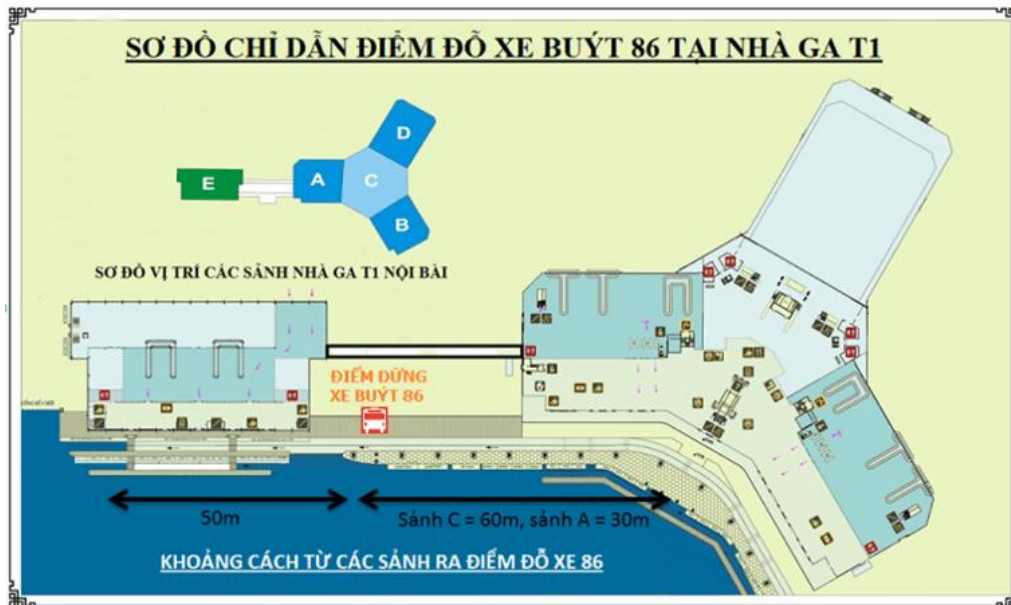 SƠ ĐỒ CHỈ DẪN ĐIỂM ĐỖ XE BUÝT 86 TẠI NHÀ GA T1
D
E
A
C
B
SƠ ĐỒ VỊ TRÍ CÁC SẢNH NHÀ GA T1 NỘI BÀI
ĐIỂM DỪNG
XE BUÝT 86
50m
Sảnh C = 60m, sảnh A = 30m
KHOẢNG CÁCH TỪ CÁC SẢNH RA ĐIỂM ĐỖ XE 86